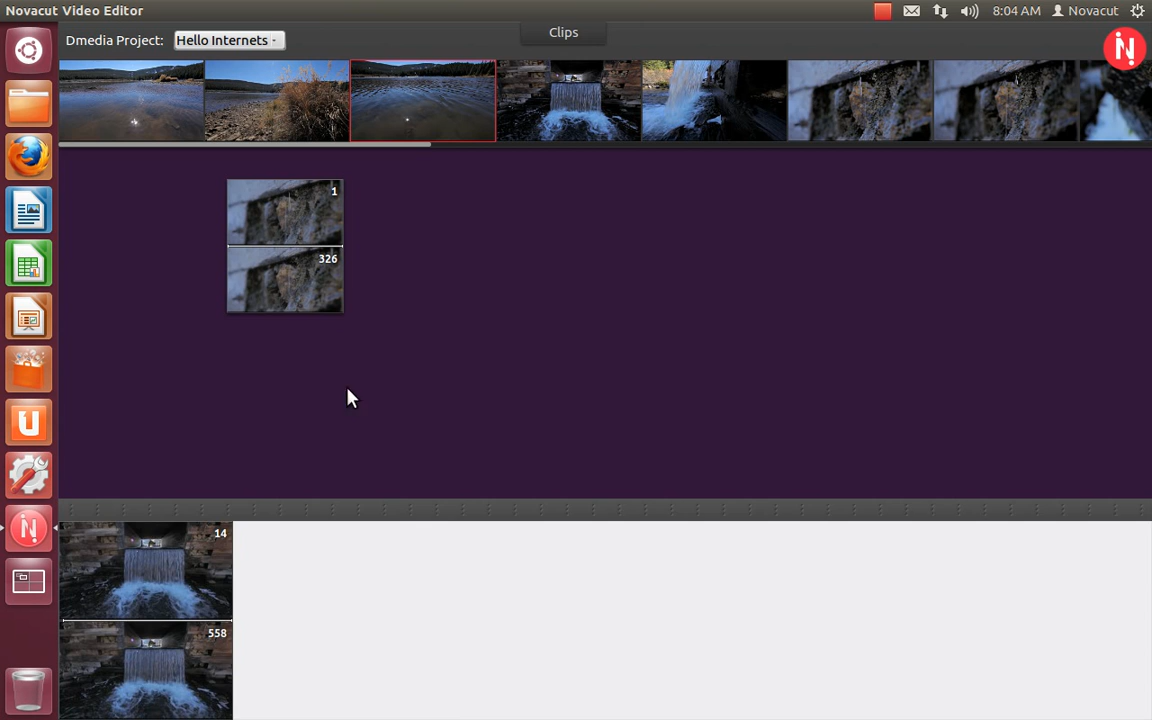 Novacut Video Editor
8:04 AM
Novacut
Dmedia Project:
Hello Internets
Clips
1
326
14
558